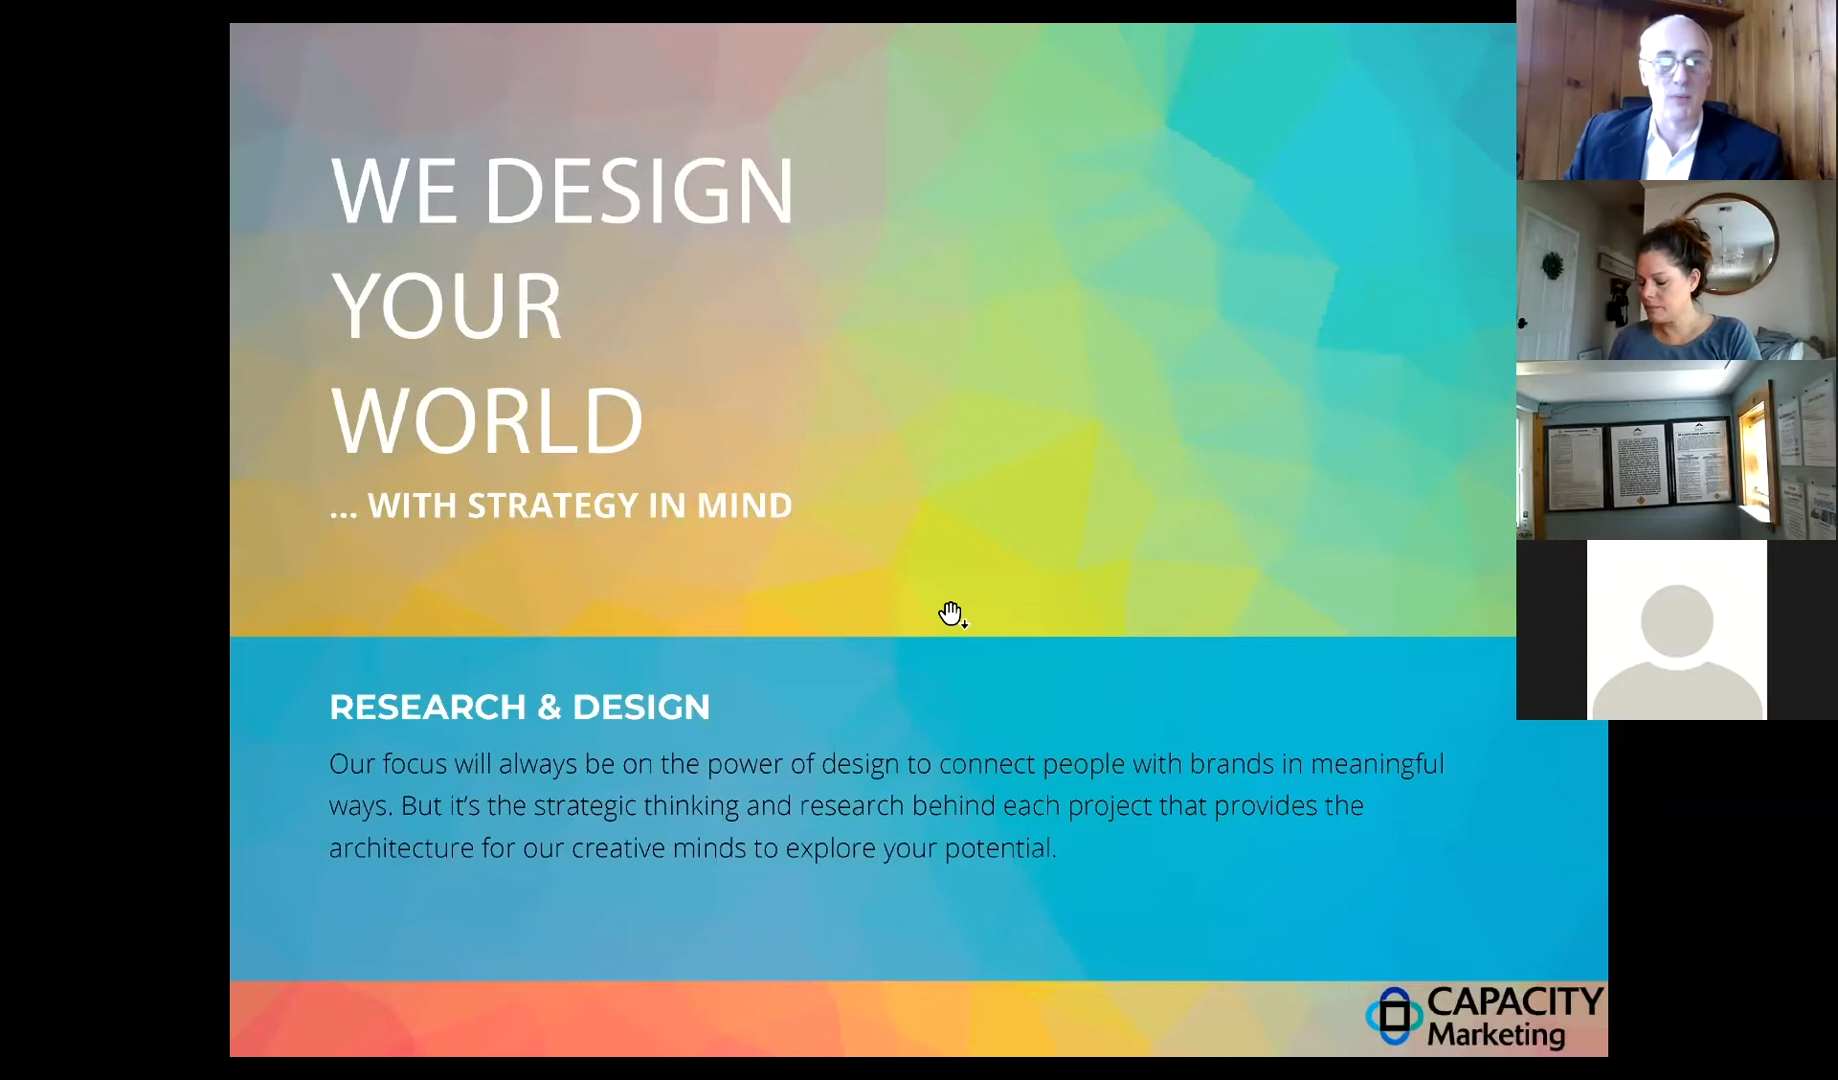 WE DESIGN
YOUR
WORLD
... WITH STRATEGY IN MIND
RESEARCH & DESIGN
Our focus will always be on the power of design to connect people with brands in meaningful
ways. But it’s the strategic thinking and research behind each project that provides the
architecture for our creative minds to explore your potential.
CAPACITY
Marketing